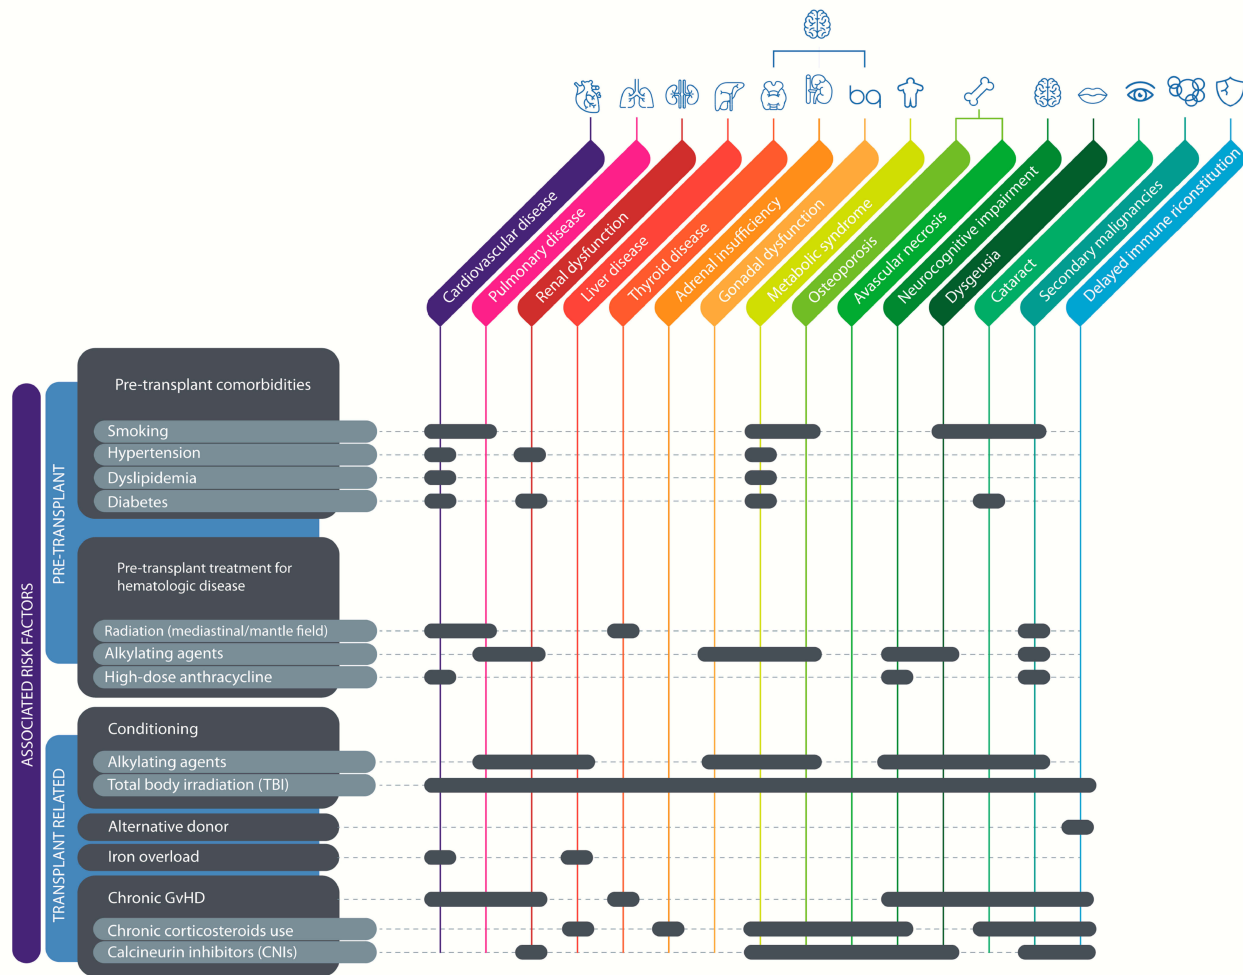 Cardiovascular disease
Pulmonary disease
Renal dysfunction
Liver disease
Thyroid disease
Adrenal insufficiency
Gonadal dysfunction
Metabolic syndrome
Osteoporosis
Avascular necrosis
Neurocognitive impairment
Dysgeusia
Cataract
Secondary malignancies
Delayed immune riconstitution
ASSOCIATED RISK FACTORS
PRE-TRANSPLANT
Pre-transplant comorbidities
Smoking
Hypertension
Dyslipidemia
Diabetes
Pre-transplant treatment for
hematologic disease
Radiation (mediastinal/mantle field)
Alkylating agents
High-dose anthracycline
TRANSPLANT RELATED
Conditioning
Alkylating agents
Total body irradiation (TBI)
Alternative donor
Iron overload
Chronic GvHD
Chronic corticosteroids use
Calcineurin inhibitors (CNIs)